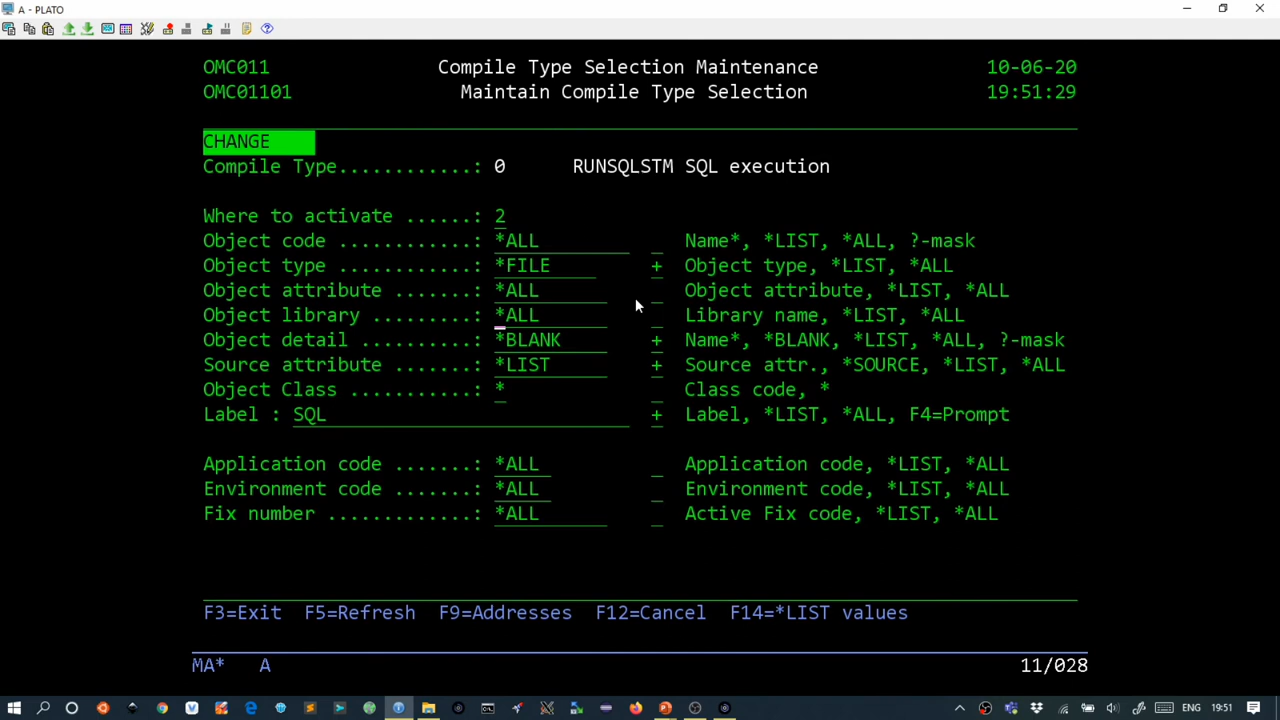 A - PLATO
OMC011 Compile Type Selection Maintenance 10-06-20
OMC01101 Maintain Compile Type Selection 19:51:29
CHANGE
Compile Type............: 0 RUNSQLSTM SQL execution
Where to activate ......: 2
Object code ............: *ALL _ Name*, *LIST, *ALL, ?-mask
Object type ............: *FILE + Object type, *LIST, *ALL
Object attribute .......: *ALL _ Object attribute, *LIST, *ALL
Object library .........: *ALL _ Library name, *LIST, *ALL
Object detail ..........: *BLANK + Name*, *BLANK, *LIST, *ALL, ?-mask
Source attribute .......: *LIST + Source attr., *SOURCE, *LIST, *ALL
Object Class ...........: * _ Class code, *
Label : SQL + Label, *LIST, *ALL, F4=Prompt
Application code .......: *ALL _ Application code, *LIST, *ALL
Environment code .......: *ALL _ Environment code, *LIST, *ALL
Fix number .............: *ALL _ Active Fix code, *LIST, *ALL
F3=Exit F5=Refresh F9=Addresses F12=Cancel F14=*LIST values
MA* A 11/028
ENG 19:51